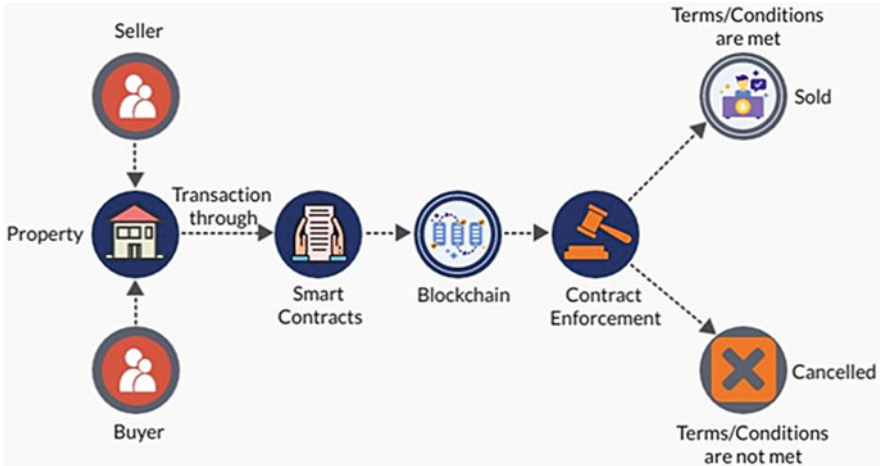 Seller
Terms/Conditions
are met
Sold
Property
Transaction
through
Smart
Contracts
Blockchain
Contract
Enforcement
Cancelled
Buyer
Terms/Conditions
are not met